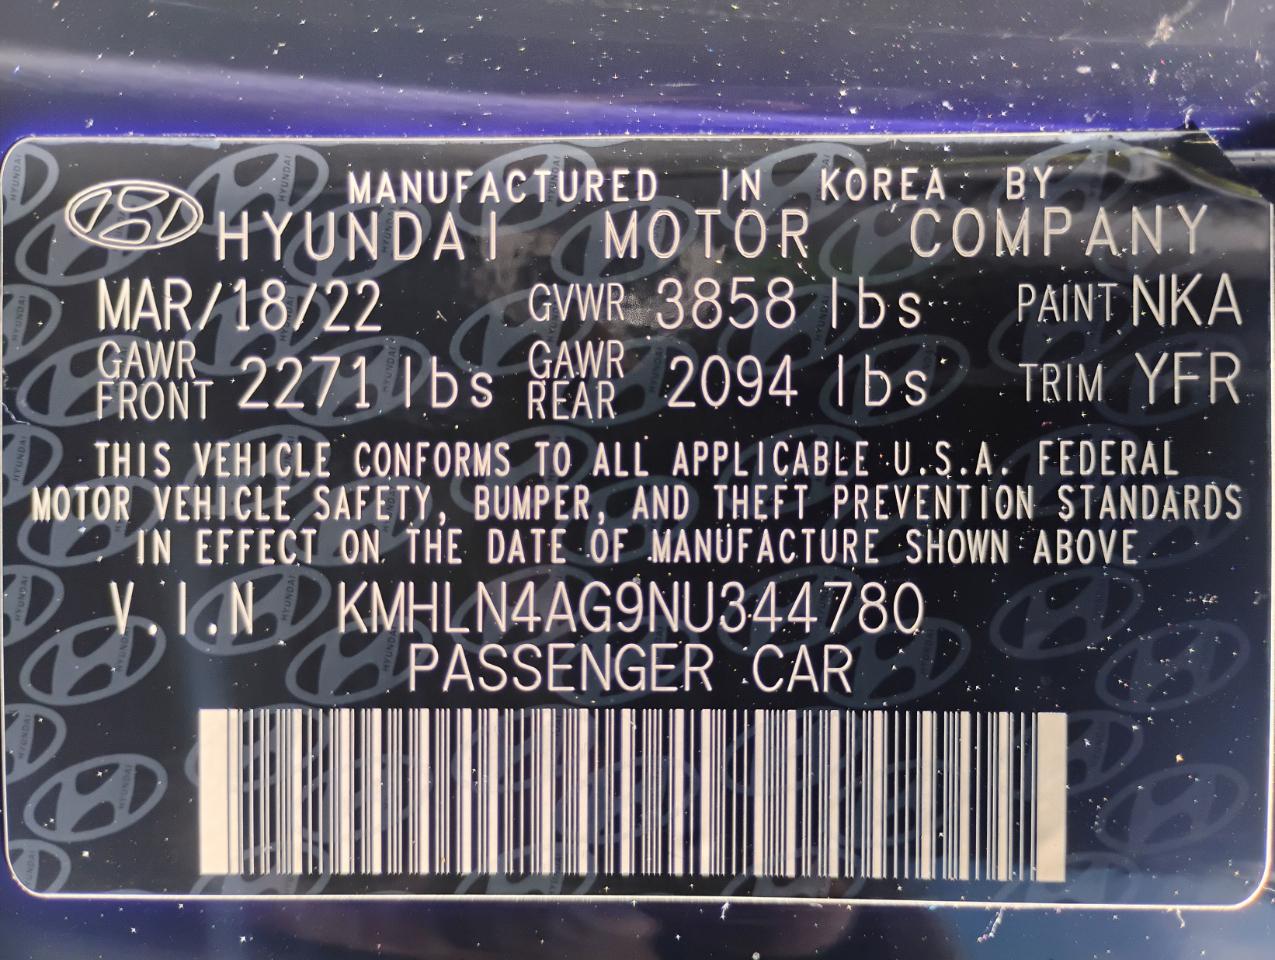 MANUFACTURED IN KOREA BY
HYUNDAI MOTOR COMPANY
MAR/18/22 GVWR 3858 lbs PAINT NKA
GAWR FRONT 2271 lbs GAWR REAR 2094 lbs TRIM YFR
THIS VEHICLE CONFORMS TO ALL APPLICABLE U.S.A. FEDERAL
MOTOR VEHICLE SAFETY, BUMPER, AND THEFT PREVENTION STANDARDS
IN EFFECT ON THE DATE OF MANUFACTURE SHOWN ABOVE
V.I.N KMHLN4AG9NU344780
PASSENGER CAR